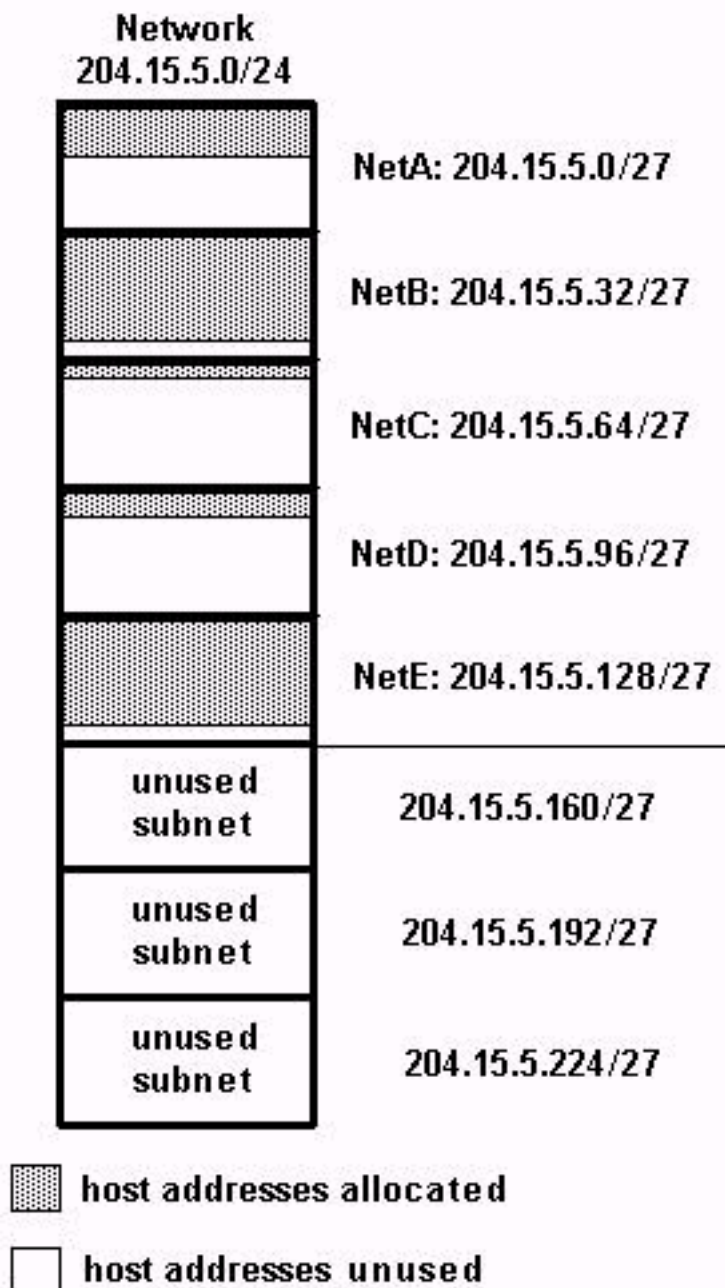 Network
204.15.5.0/24
NetA: 204.15.5.0/27
NetB: 204.15.5.32/27
NetC: 204.15.5.64/27
NetD: 204.15.5.96/27
NetE: 204.15.5.128/27
unused
subnet
204.15.5.160/27
unused
subnet
204.15.5.192/27
unused
subnet
204.15.5.224/27
host addresses allocated
host addresses unused